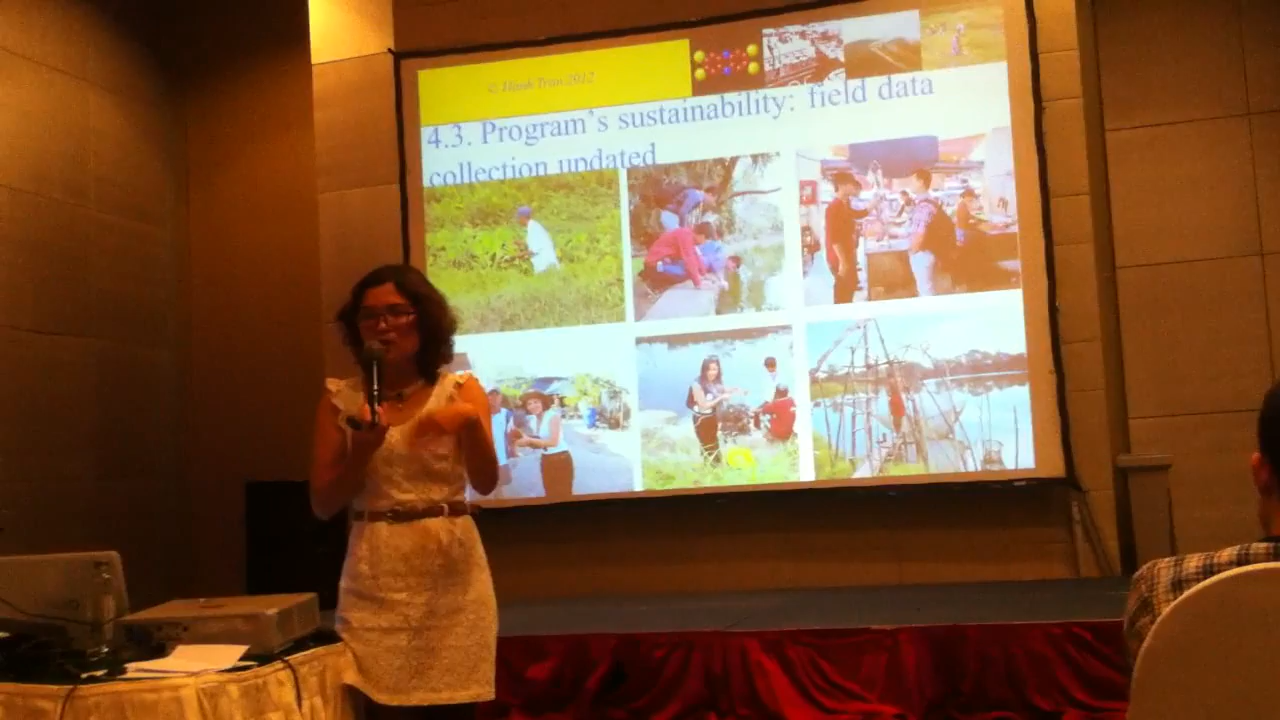 © Hanh Tran 2012
4.3. Program's sustainability: field data
collection updated